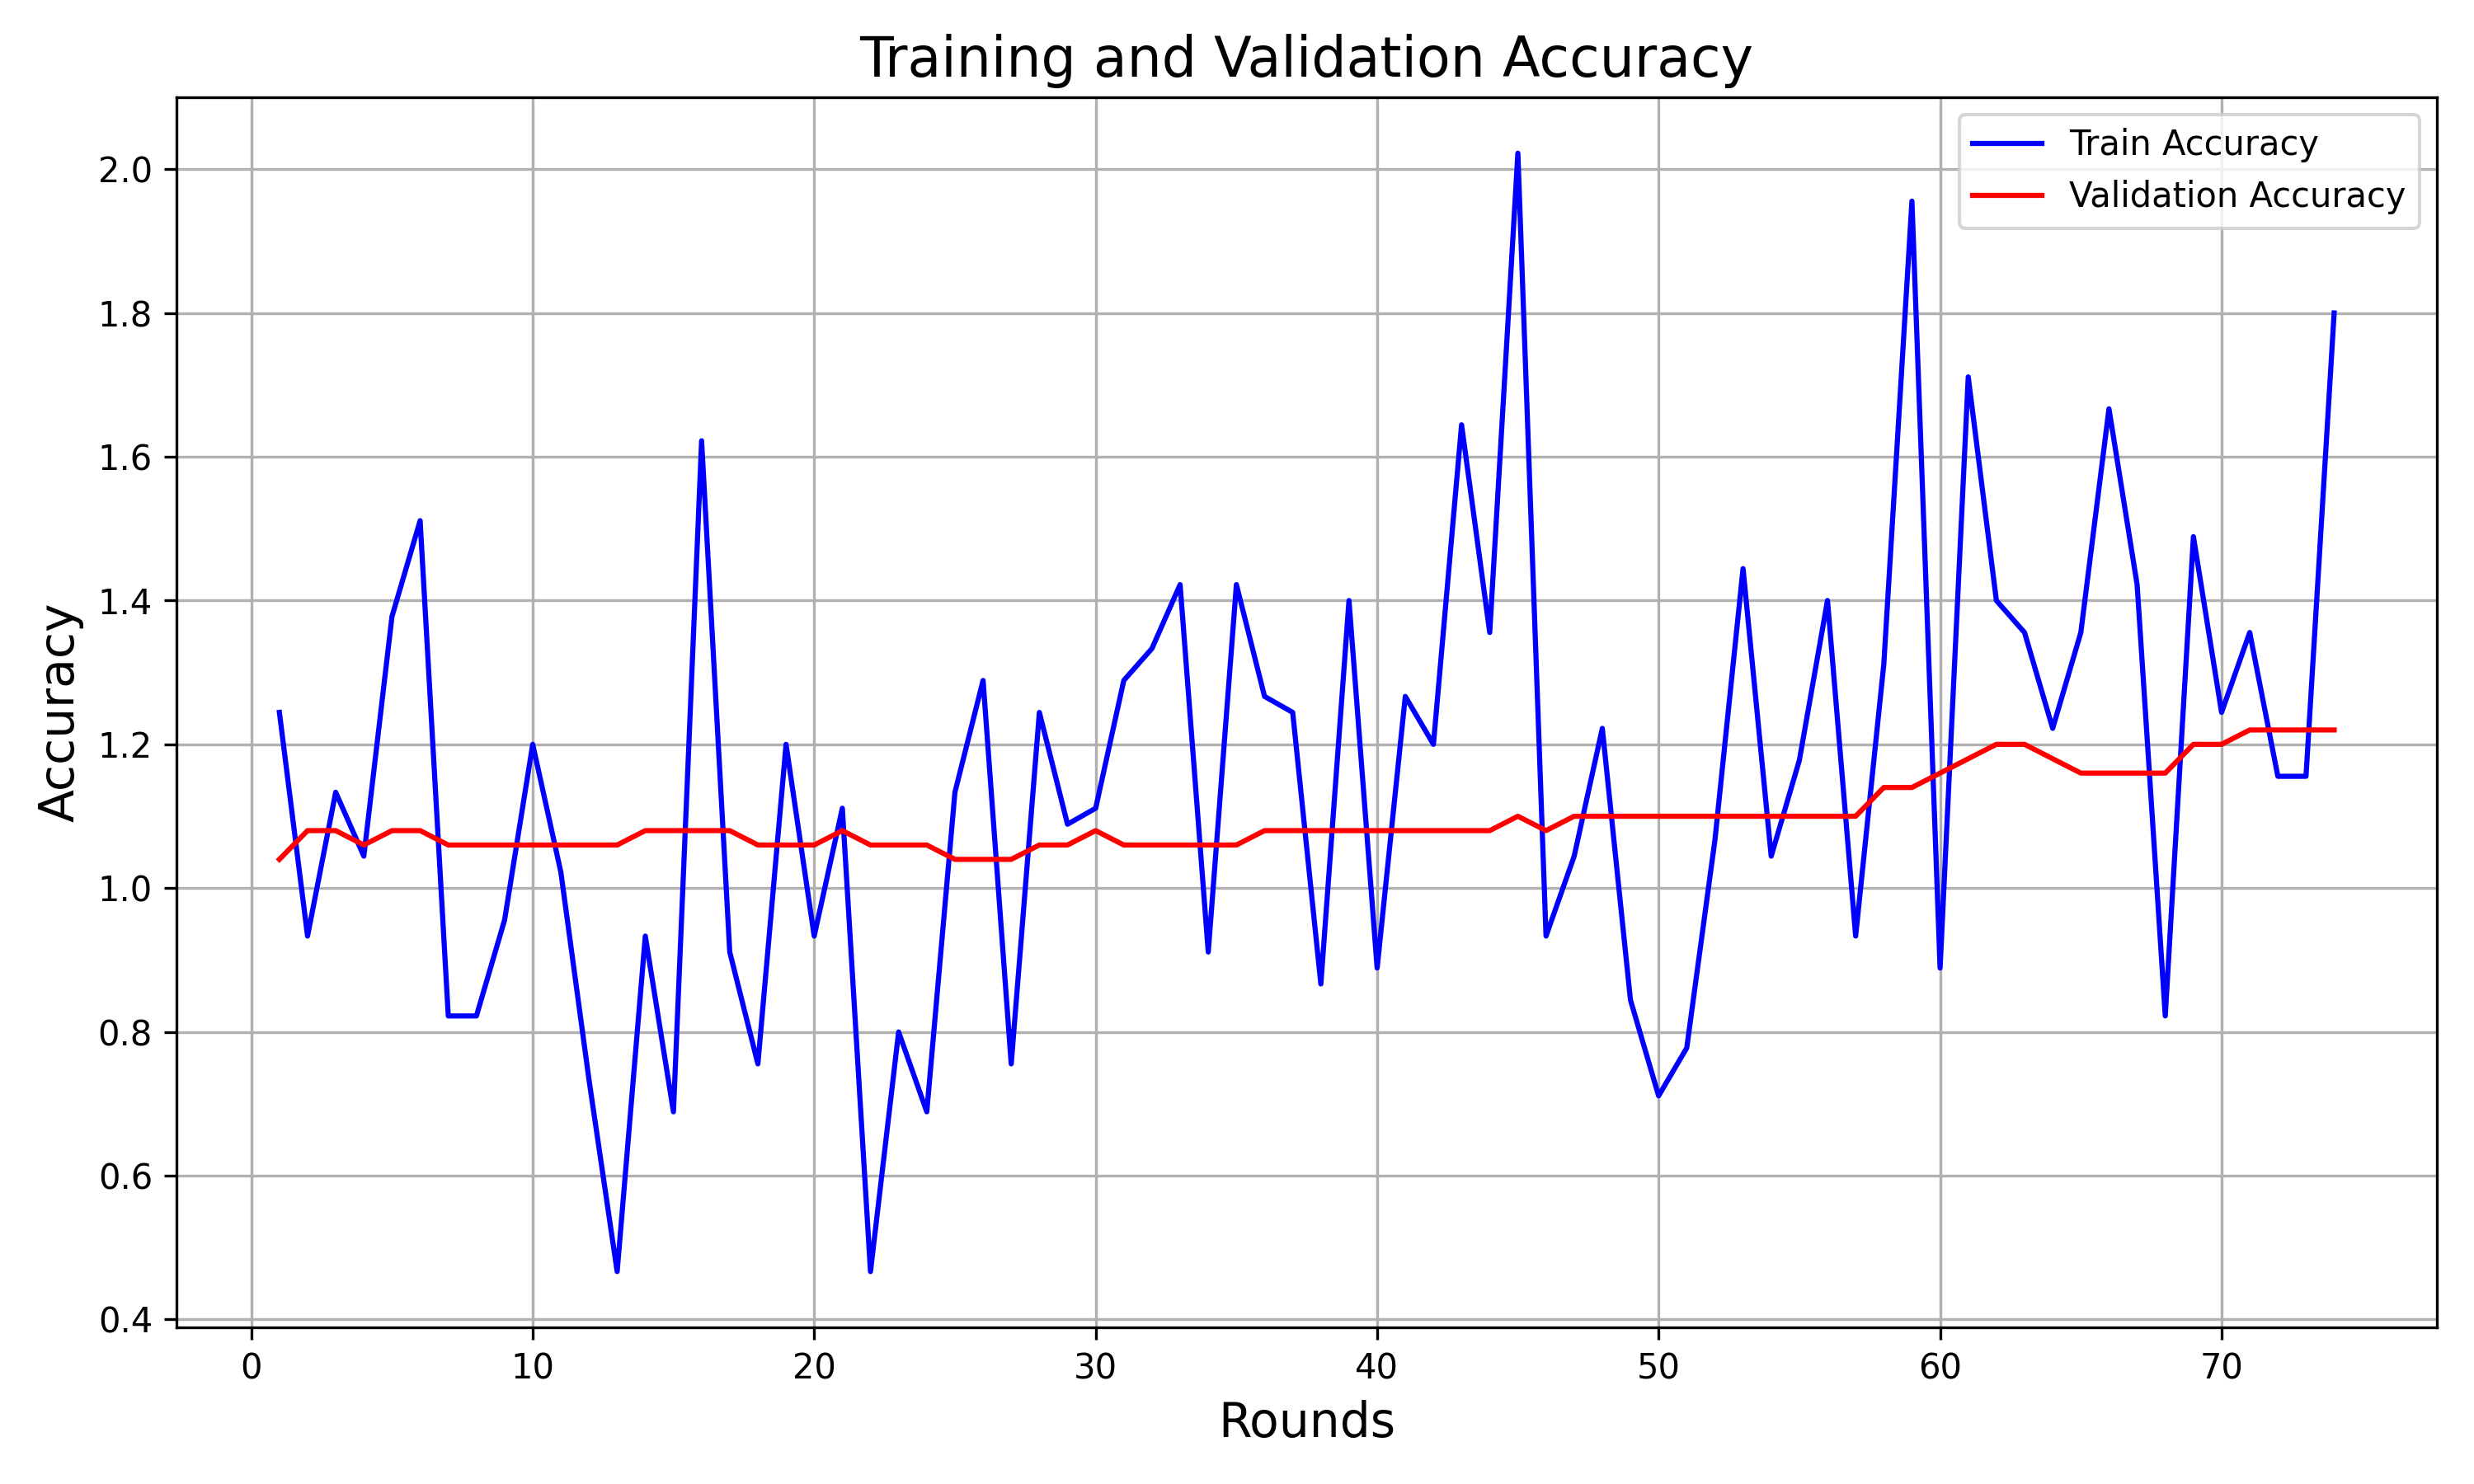 Training and Validation Accuracy
Train Accuracy
Validation Accuracy
Accuracy
2.0
1.8
1.6
1.4
1.2
1.0
0.8
0.6
0.4
0 10 20 30 40 50 60 70
Rounds